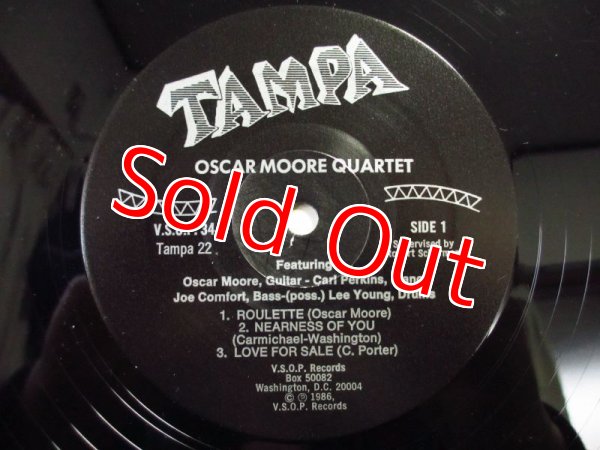 TAMPA
OSCAR MOORE QUARTET
Sold Out
V.S.O.P. 34
Tampa 22
SIDE 1
Supervised by
Featuring
Oscar Moore, Guitar - Carl Perkins,
Joe Comfort, Bass-(poss.) Lee Young, Drums
1. ROULETTE (Oscar Moore)
2. NEARNESS OF YOU
(Carmichael-Washington)
3. LOVE FOR SALE (C. Porter)
V.S.O.P. Records
Box 50082
Washington, D.C. 20004
© ℗ 1986,
V.S.O.P. Records